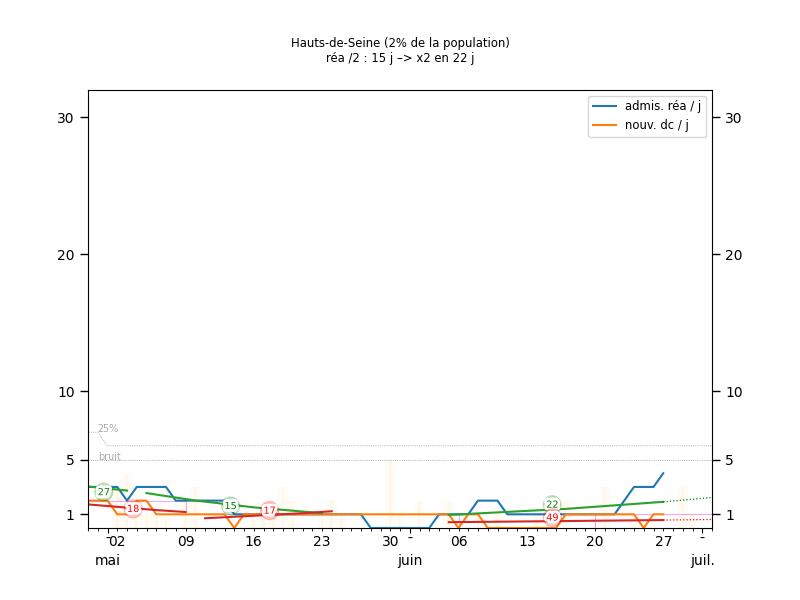 Hauts-de-Seine (2% de la population)
réa /2 : 15 j –> x2 en 22 j
admis. réa / j
nouv. dc / j
30
30
20
20
10
10
25%
bruit
5
5
27
18
15
17
22
49
1
1
- 02 09 16 23 30 - 06 13 20 27 -
mai juin juil.